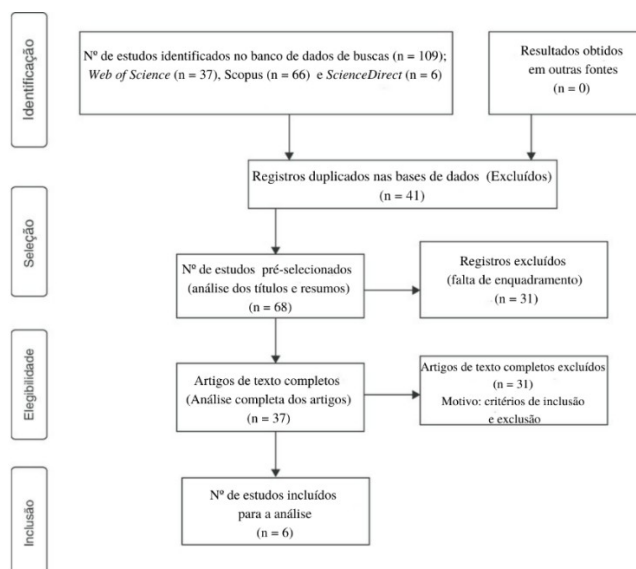 Identificação
Nº de estudos identificados no banco de dados de buscas (n = 109);
Web of Science (n = 37), Scopus (n = 66) e ScienceDirect (n = 6)
Resultados obtidos
em outras fontes
(n = 0)
Registros duplicados nas bases de dados (Excluídos)
(n = 41)
Seleção
Nº de estudos pré-selecionado
(análise dos títulos e resumos)
(n = 68)
Registros excluídos
(falta de enquadramento)
(n = 31)
Elegibilidade
Artigos de texto completos
(Análise completa dos artigos)
(n = 37)
Artigos de texto completos excluídos
(n = 31)
Motivo: critérios de inclusão
e exclusão
Inclusão
Nº de estudos incluídos
para a análise
(n = 6)